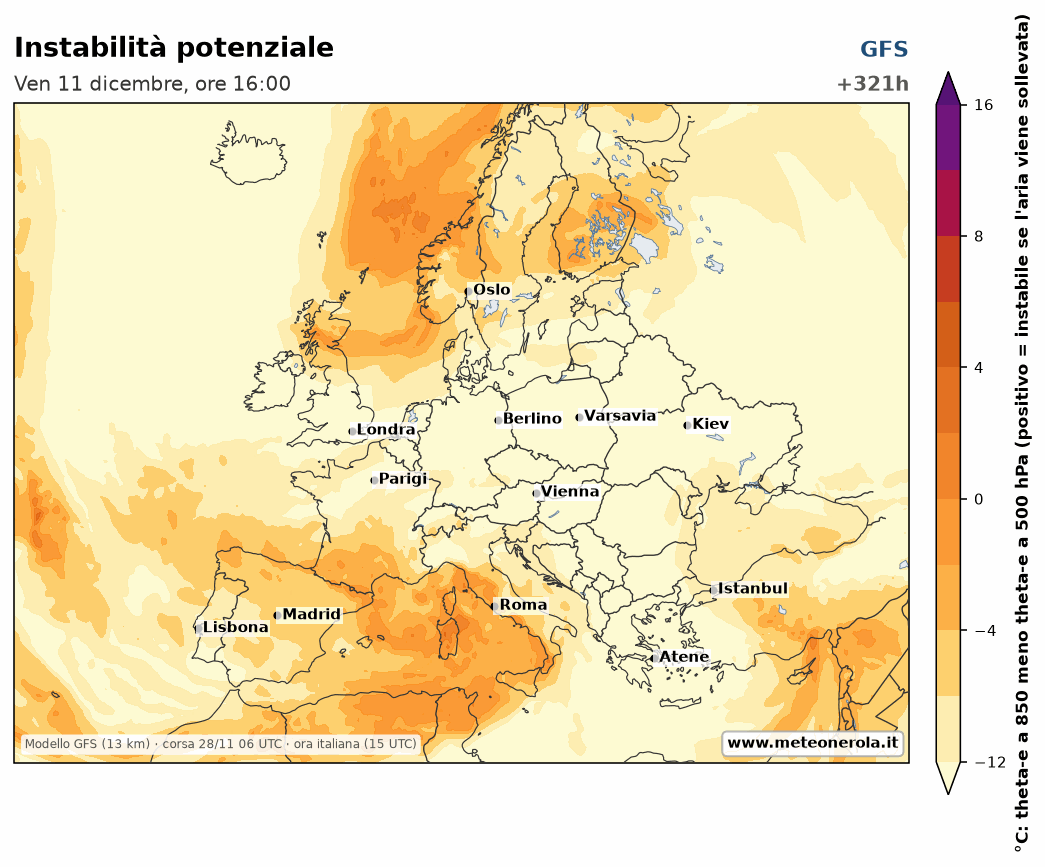 Instabilità potenziale
GFS
Ven 11 dicembre, ore 16:00
+321h
16
8
4
0
−4
−12
°C: theta-e a 850 meno theta-e a 500 hPa (positivo = instabile se l'aria viene sollevata)
Oslo
Berlino
Varsavia
Kiev
Londra
Parigi
Vienna
Istanbul
Roma
Madrid
Lisbona
Atene
Modello GFS (13 km) · corsa 28/11 06 UTC · ora italiana (15 UTC)
www.meteonerola.it